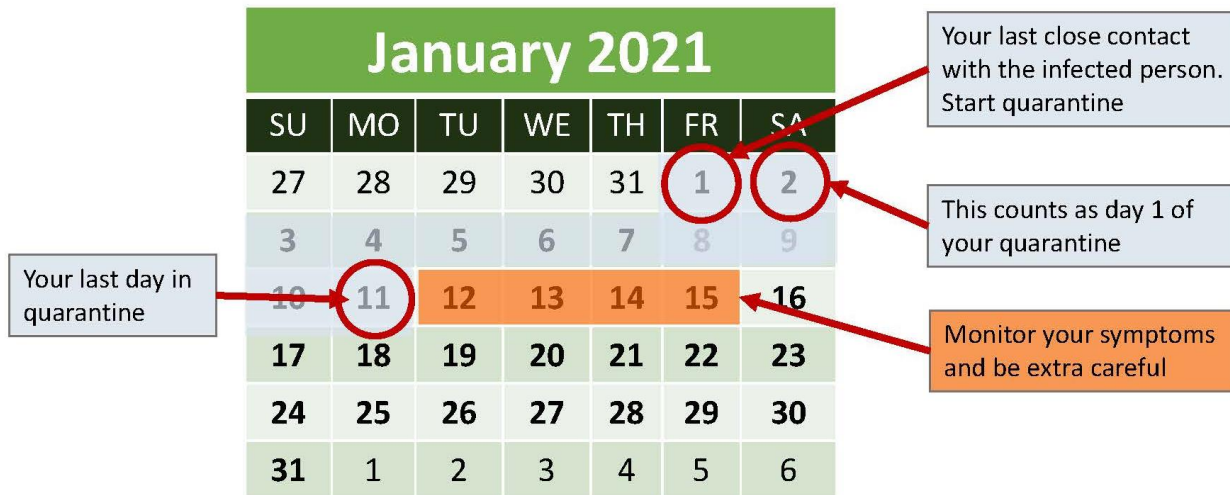 January 2021
Your last close contact
with the infected person.
Start quarantine
SU MO TU WE TH FR SA
27 28 29 30 31 1 2
This counts as day 1 of
your quarantine
3 4 5 6 7 8 9
Your last day in
quarantine
10 11 12 13 14 15 16
Monitor your symptoms
and be extra careful
17 18 19 20 21 22 23
24 25 26 27 28 29 30
31 1 2 3 4 5 6